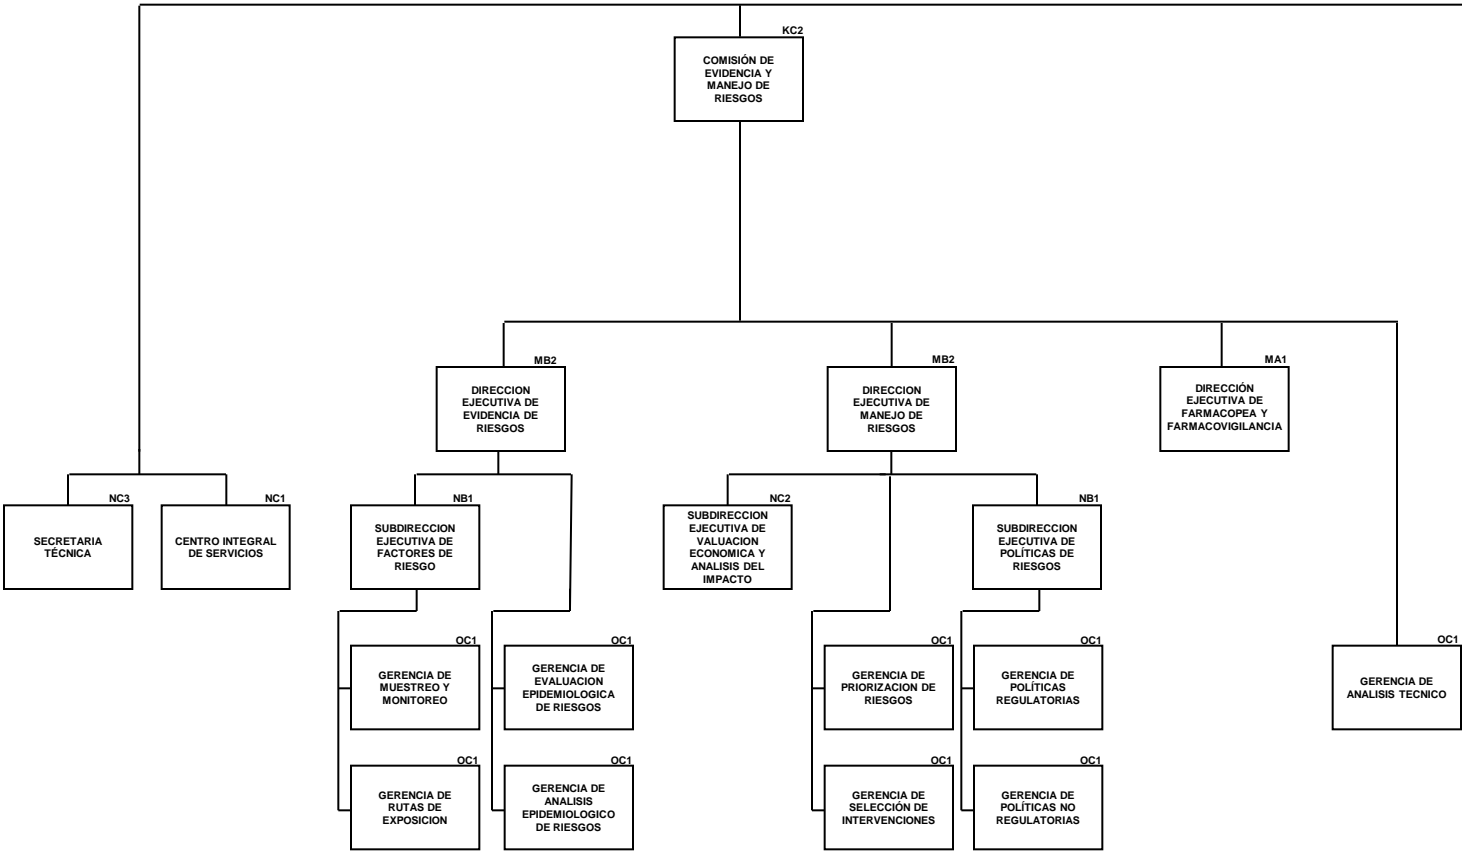 KC2
COMISIÓN DE
EVIDENCIA Y
MANEJO DE
RIESGOS
MB2
DIRECCION
EJECUTIVA DE
EVIDENCIA DE
RIESGOS
MB2
DIRECCION
EJECUTIVA DE
MANEJO DE
RIESGOS
MA1
DIRECCIÓN
EJECUTIVA DE
FARMACOPEA Y
FARMACOVIGILANCIA
NC3
SECRETARIA
TÉCNICA
NC1
CENTRO INTEGRAL
DE SERVICIOS
NB1
SUBDIRECCION
EJECUTIVA DE
FACTORES DE
RIESGO
NC2
SUBDIRECCION
EJECUTIVA DE
VALUACION
ECONOMICA Y
ANALISIS DEL
IMPACTO
NB1
SUBDIRECCION
EJECUTIVA DE
POLÍTICAS DE
RIESGOS
OC1
GERENCIA DE
MUESTREO Y
MONITOREO
OC1
GERENCIA DE
EVALUACION
EPIDEMIOLOGICA
DE RIESGOS
OC1
GERENCIA DE
PRIORIZACION DE
RIESGOS
OC1
GERENCIA DE
POLÍTICAS
REGULATORIAS
OC1
GERENCIA DE
ANALISIS TECNICO
OC1
GERENCIA DE
RUTAS DE
EXPOSICION
OC1
GERENCIA DE
ANALISIS
EPIDEMIOLOGICO
DE RIESGOS
OC1
GERENCIA DE
SELECCIÓN DE
INTERVENCIONES
OC1
GERENCIA DE
POLÍTICAS NO
REGULATORIAS